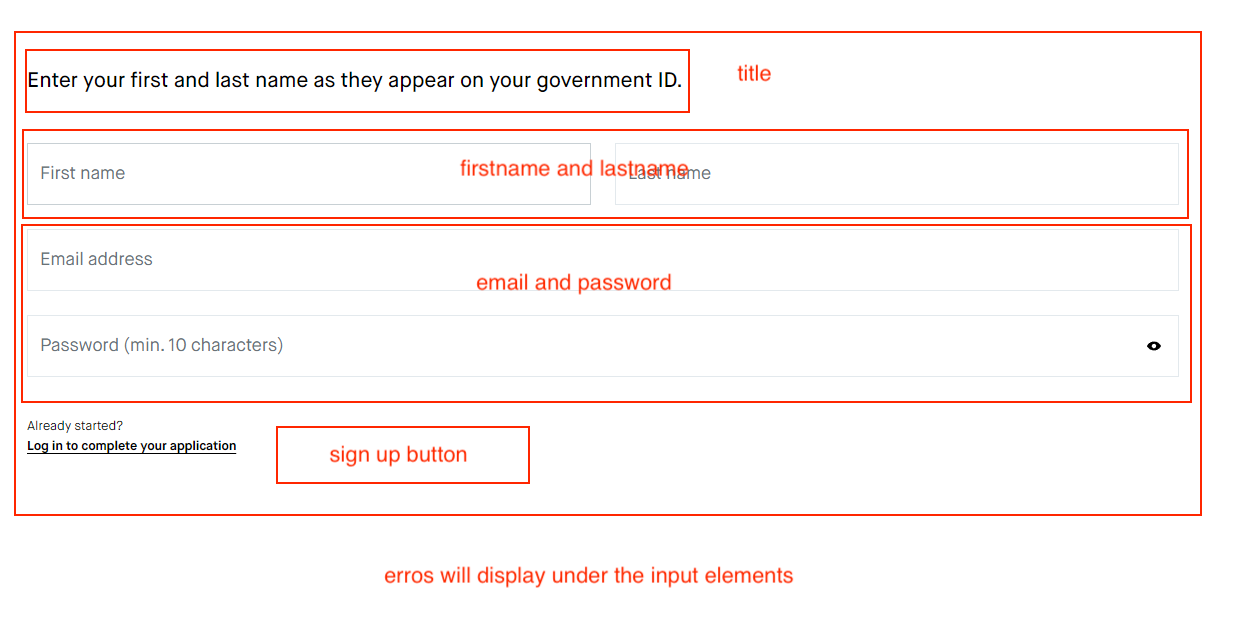 Enter your first and last name as they appear on your government ID.
title
First name
firstname and lastname
Last name
Email address
email and password
Password (min. 10 characters)
Already started?
Log in to complete your application
sign up button
erros will display under the input elements